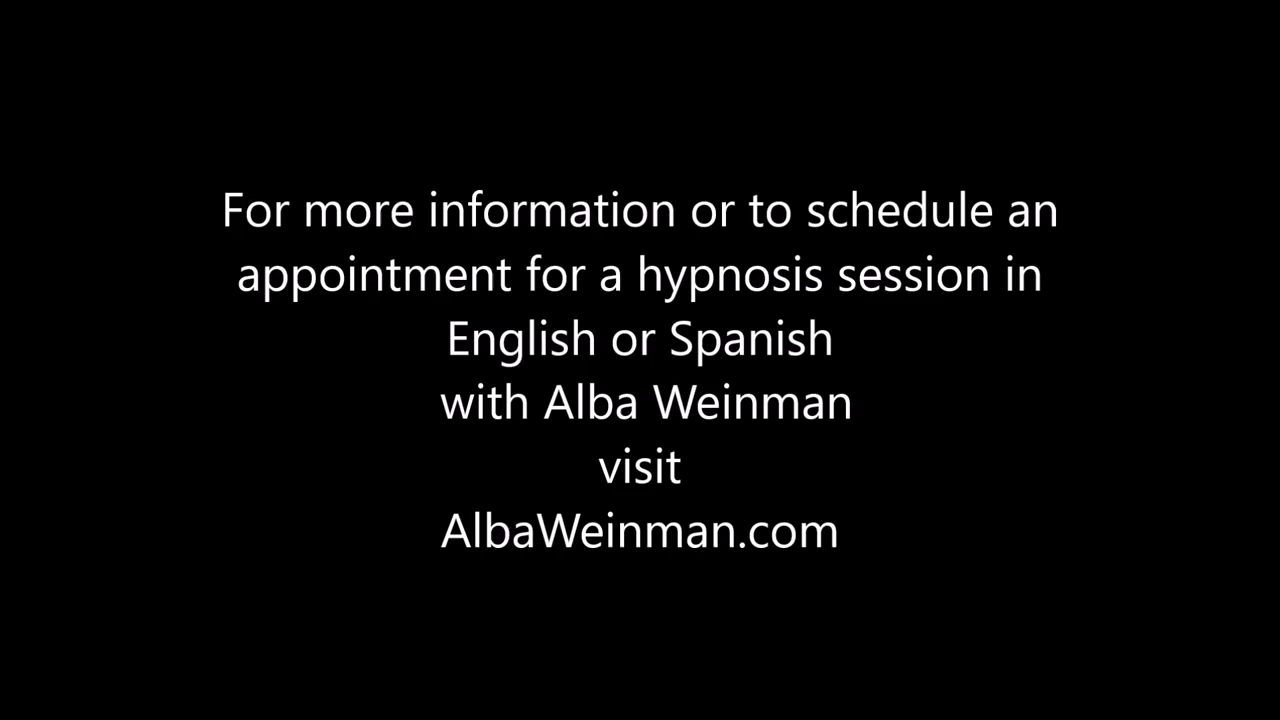 For more information or to schedule an
appointment for a hypnosis session in
English or Spanish
with Alba Weinman
visit
AlbaWeinman.com